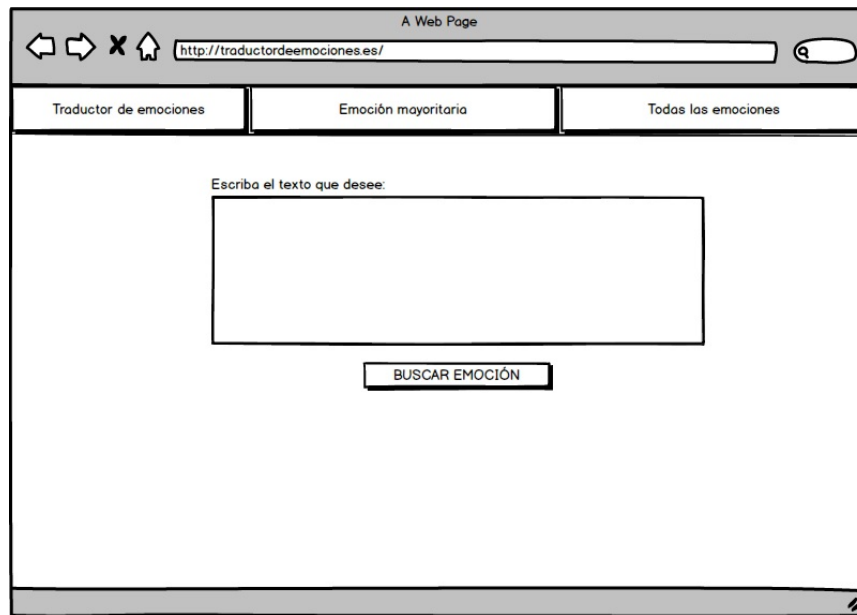 A Web Page
http://traductordeemociones.es/
Traductor de emociones
Emoción mayoritaria
Todas las emociones
Escriba el texto que desee:
BUSCAR EMOCIÓN